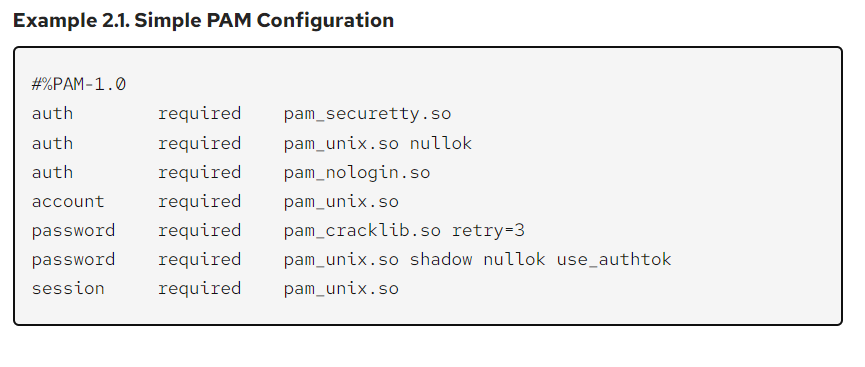 Example 2.1. Simple PAM Configuration
#%PAM-1.0
auth        required    pam_securetty.so
auth        required    pam_unix.so nullok
auth        required    pam_nologin.so
account     required    pam_unix.so
password    required    pam_cracklib.so retry=3
password    required    pam_unix.so shadow nullok use_authtok
session     required    pam_unix.so